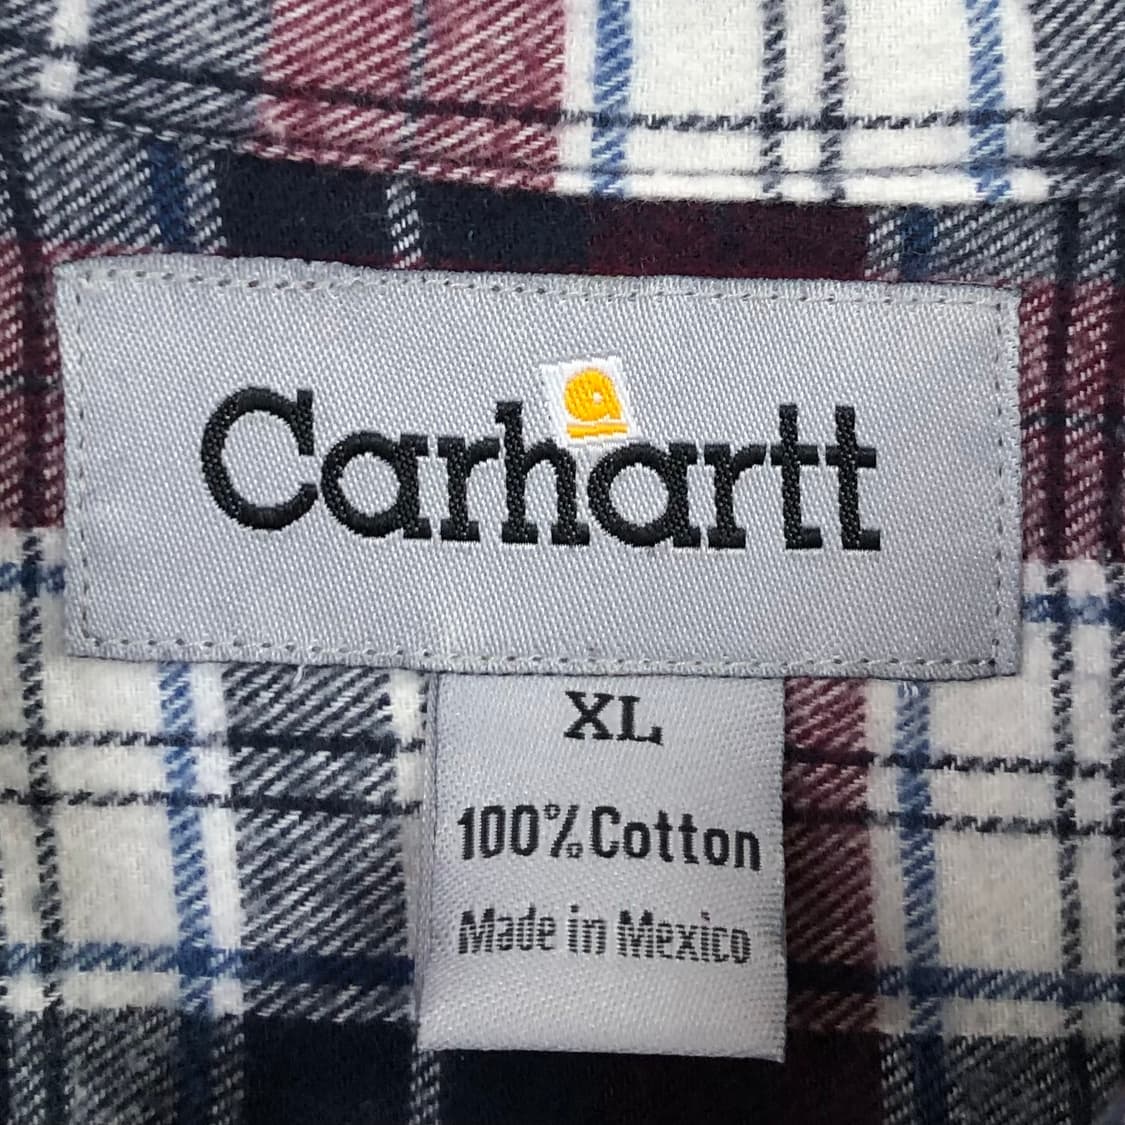 Carhartt
XL
100% Cotton
Made in Mexico